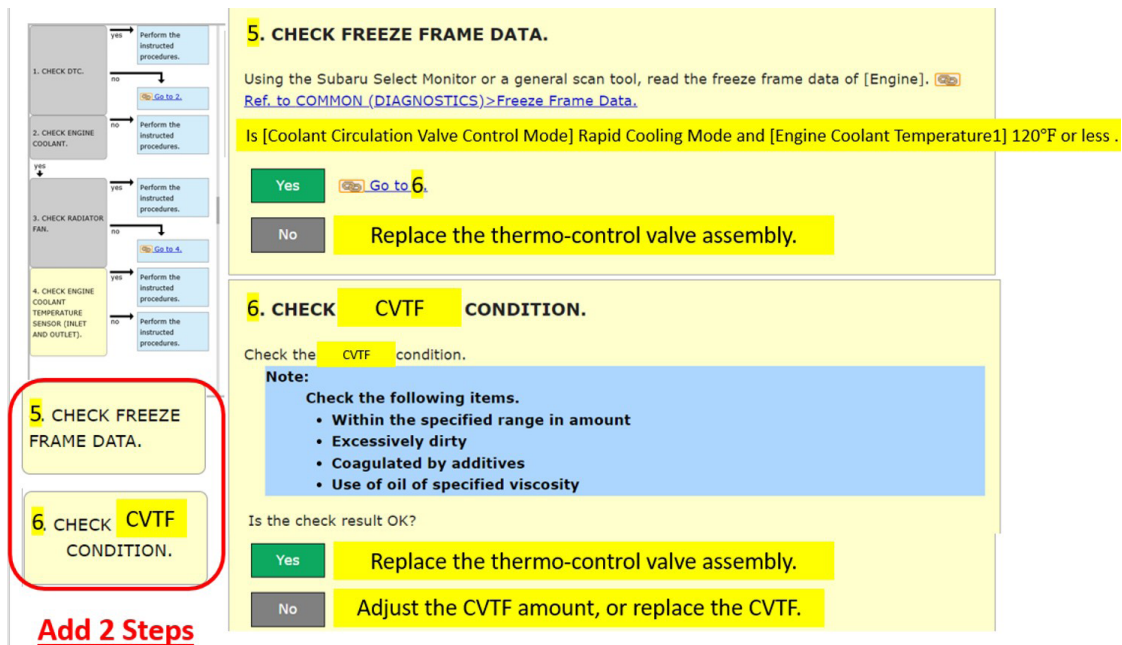 1. CHECK DTC.
yes
Perform the
instructed
procedures.
no
Go to 2.
2. CHECK ENGINE
COOLANT.
no
Perform the
instructed
procedures.
yes
3. CHECK RADIATOR
FAN.
yes
Perform the
instructed
procedures.
no
Go to 4.
4. CHECK ENGINE
COOLANT
TEMPERATURE
SENSOR (INLET
AND OUTLET).
yes
Perform the
instructed
procedures.
no
Perform the
instructed
procedures.
5. CHECK FREEZE
FRAME DATA.
6. CHECK CVTF
CONDITION.
Add 2 Steps
5. CHECK FREEZE FRAME DATA.
Using the Subaru Select Monitor or a general scan tool, read the freeze frame data of [Engine].
Ref. to COMMON (DIAGNOSTICS)>Freeze Frame Data.
Is [Coolant Circulation Valve Control Mode] Rapid Cooling Mode and [Engine Coolant Temperature1] 120°F or less .
Yes Go to 6.
No Replace the thermo-control valve assembly.
6. CHECK CVTF CONDITION.
Check the CVTF condition.
Note:
Check the following items.
• Within the specified range in amount
• Excessively dirty
• Coagulated by additives
• Use of oil of specified viscosity
Is the check result OK?
Yes Replace the thermo-control valve assembly.
No Adjust the CVTF amount, or replace the CVTF.